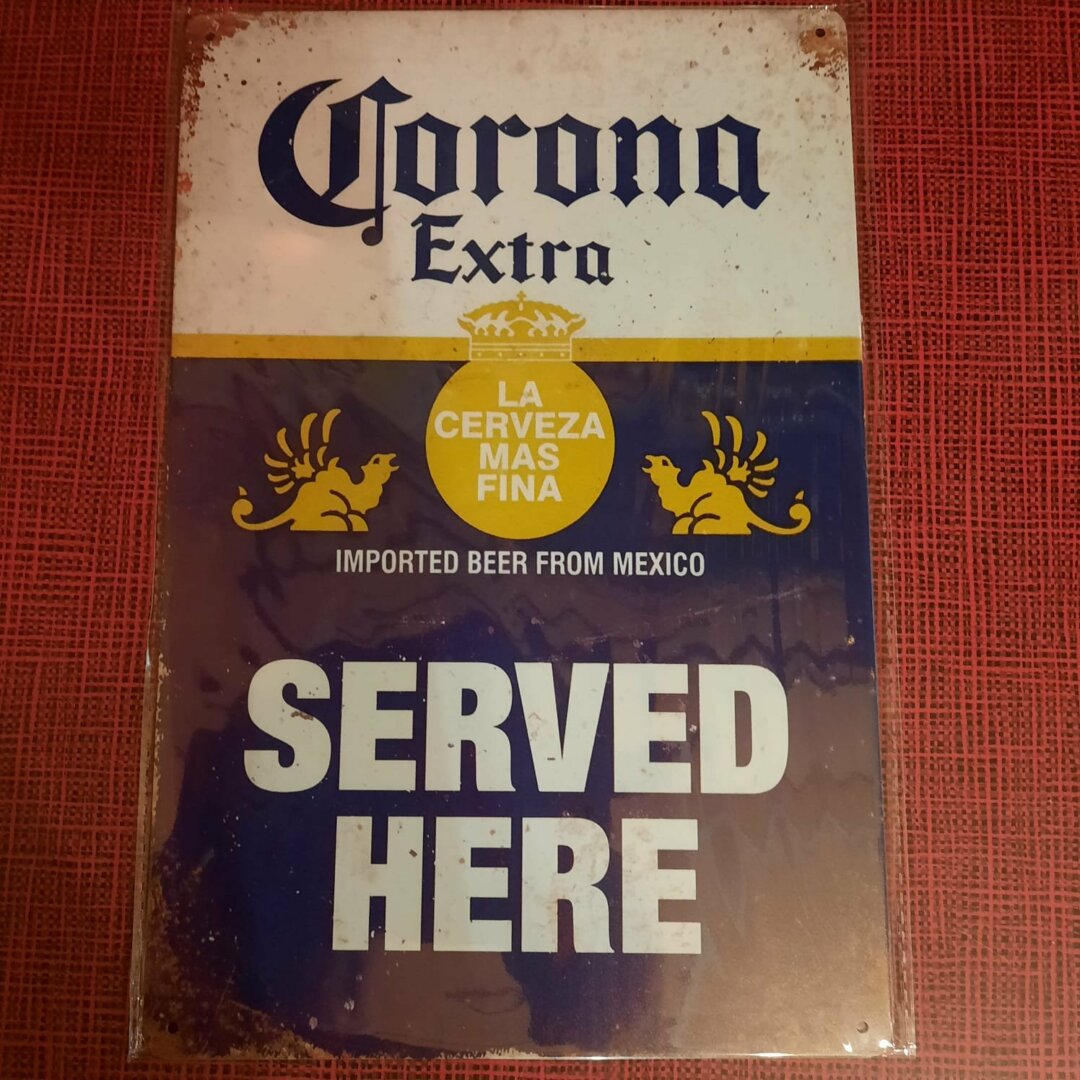 Corona
Extra
LA
CERVEZA
MAS
FINA
IMPORTED BEER FROM MEXICO
SERVED
HERE